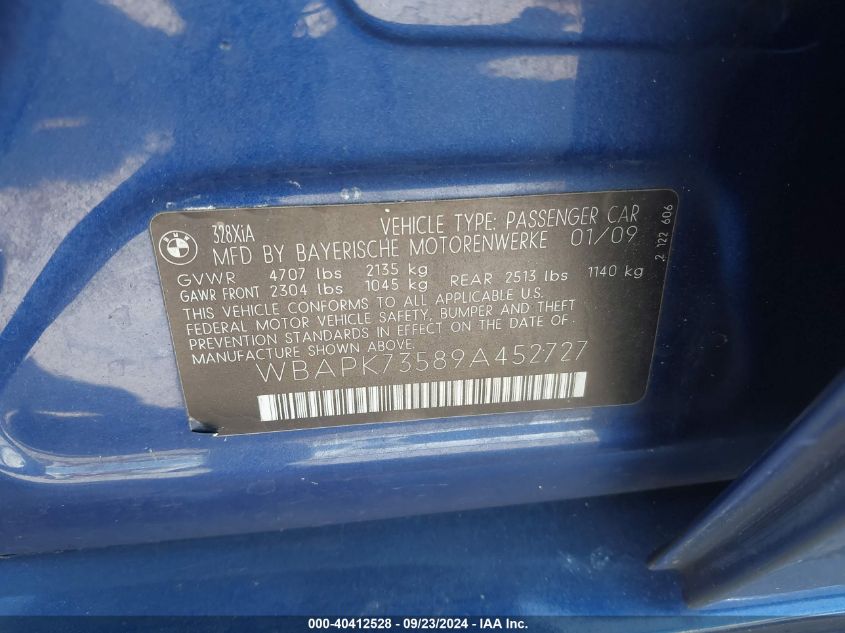 BMW
328XiA
VEHICLE TYPE: PASSENGER CAR
MFD BY BAYERISCHE MOTORENWERKE 01/09
GVWR 4707 lbs 2135 kg
GAWR FRONT 2304 lbs 1045 kg REAR 2513 lbs 1140 kg
THIS VEHICLE CONFORMS TO ALL APPLICABLE U.S.
FEDERAL MOTOR VEHICLE SAFETY, BUMPER AND THEFT
PREVENTION STANDARDS IN EFFECT ON THE DATE OF
MANUFACTURE SHOWN ABOVE.
WBAPK73589A452727
2 122 606
000-40412528 - 09/23/2024 - IAA Inc.